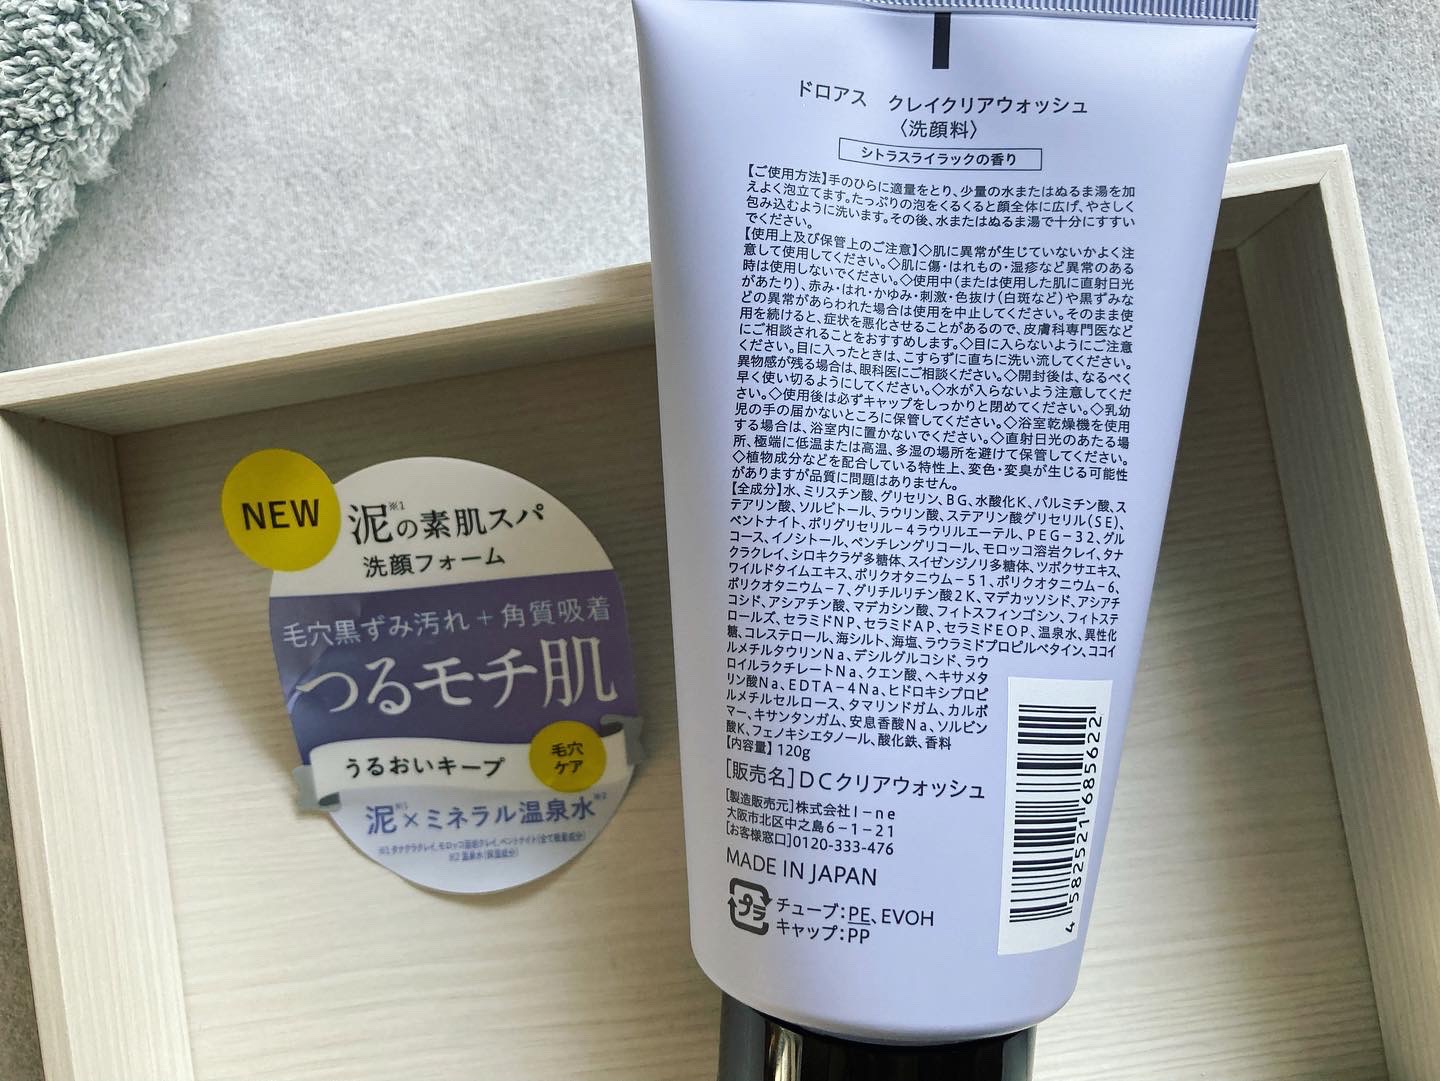 NEW
泥※1の素肌スパ
洗顔フォーム
毛穴黒ずみ汚れ+角質吸着
つるモチ肌
うるおいキープ
毛穴
ケア
泥※1×ミネラル温泉水※2
※1 タナクラクレイ、モロッコ溶岩クレイ、ベントナイト(全て吸着成分)
※2 温泉水(保湿成分)
ドロアス クレイクリアウォッシュ
〈洗顔料〉
シトラスライラックの香り
【ご使用方法】手のひらに適量をとり、少量の水またはぬるま湯を加
えよく泡立てます。たっぷりの泡をくるくると顔全体に広げ、やさしく
包み込むように洗います。その後、水またはぬるま湯で十分にすすい
でください。
【使用上及び保管上のご注意】◇肌に異常が生じていないかよく注
意して使用してください。◇肌に傷・はれもの・湿疹など異常のある
時は使用しないでください。◇使用中(または使用した肌に直射日光
があたり)、赤み・はれ・かゆみ・刺激・色抜け(白斑など)や黒ずみな
どの異常があらわれた場合は使用を中止してください。そのまま使
用を続けると、症状を悪化させることがあるので、皮膚科専門医など
にご相談されることをおすすめします。◇目に入らないようにご注意
ください。目に入ったときは、こすらずに直ちに洗い流してください。
異物感が残る場合は、眼科医にご相談ください。◇開封後は、なるべく
早く使い切るようにしてください。◇水が入らないよう注意してくだ
さい。◇使用後は必ずキャップをしっかりと閉めてください。◇乳幼
児の手の届かないところに保管してください。◇浴室乾燥機を使用
する場合は、浴室内に置かないでください。◇直射日光のあたる場
所、極端に低温または高温、多湿の場所を避けて保管してください。
◇植物成分などを配合している特性上、変色・変臭が生じる可能性
がありますが品質に問題はありません。
【全成分】水、ミリスチン酸、グリセリン、BG、水酸化K、パルミチン酸、ス
テアリン酸、ソルビトール、ラウリン酸、ステアリン酸グリセリル(SE)、
ベントナイト、ポリグリセリル-4ラウリルエーテル、PEG-32、グル
コース、イノシトール、ペンチレングリコール、モロッコ溶岩クレイ、タナ
クラクレイ、シロキクラゲ多糖体、スイゼンジノリ多糖体、ツボクサエキス、
ワイルドタイムエキス、ポリクオタニウム-51、ポリクオタニウム-6、
ポリクオタニウム-7、グリチルリチン酸2K、マデカッソシド、アシアチ
コシド、アシアチン酸、マデカシン酸、フィトスフィンゴシン、フィトステ
ロールズ、セラミドNP、セラミドAP、セラミドEOP、温泉水、異性化
糖、コレステロール、海シルト、海塩、ラウラミドプロピルベタイン、ココイ
ルメチルタウリンNa、デシルグルコシド、ラウ
ロイルラクチレートNa、クエン酸、ヘキサメタ
リン酸Na、EDTA-4Na、ヒドロキシプロピ
ルメチルセルロース、タマリンドガム、カルボ
マー、キサンタンガム、安息香酸Na、ソルビン
酸K、フェノキシエタノール、酸化鉄、香料
【内容量】120g
[販売名]DCクリアウォッシュ
[製造販売元]株式会社I-ne
大阪市北区中之島6-1-21
[お客様窓口]0120-333-476
MADE IN JAPAN
プラ
チューブ:PE、EVOH
キャップ:PP
4 582521 685622